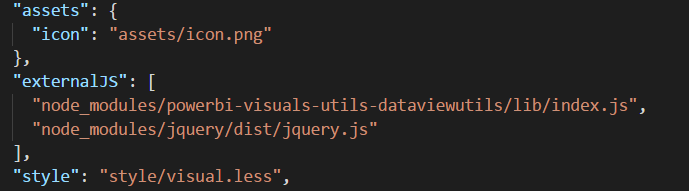 "assets": {
"icon": "assets/icon.png"
},
"externalJS": [
"node_modules/powerbi-visuals-utils-dataviewutils/lib/index.js",
"node_modules/jquery/dist/jquery.js"
],
"style": "style/visual.less",